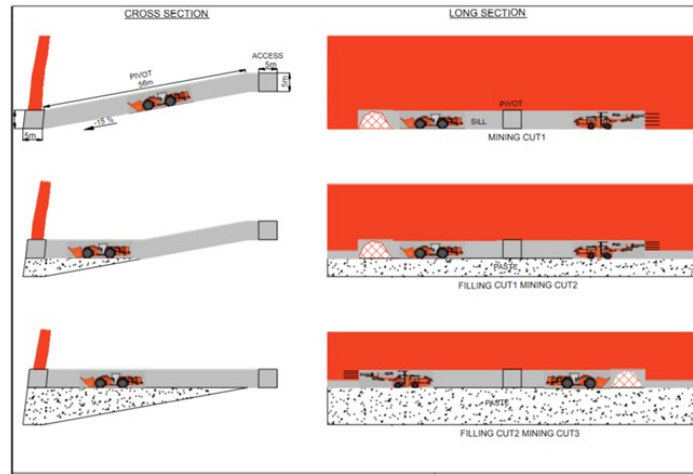 CROSS SECTION
LONG SECTION
ACCESS
5m
5m
PIVOT
56m
-15 %
5m
PIVOT
SILL
MINING CUT1
PASTE
FILLING CUT1 MINING CUT2
PASTE
FILLING CUT2 MINING CUT3